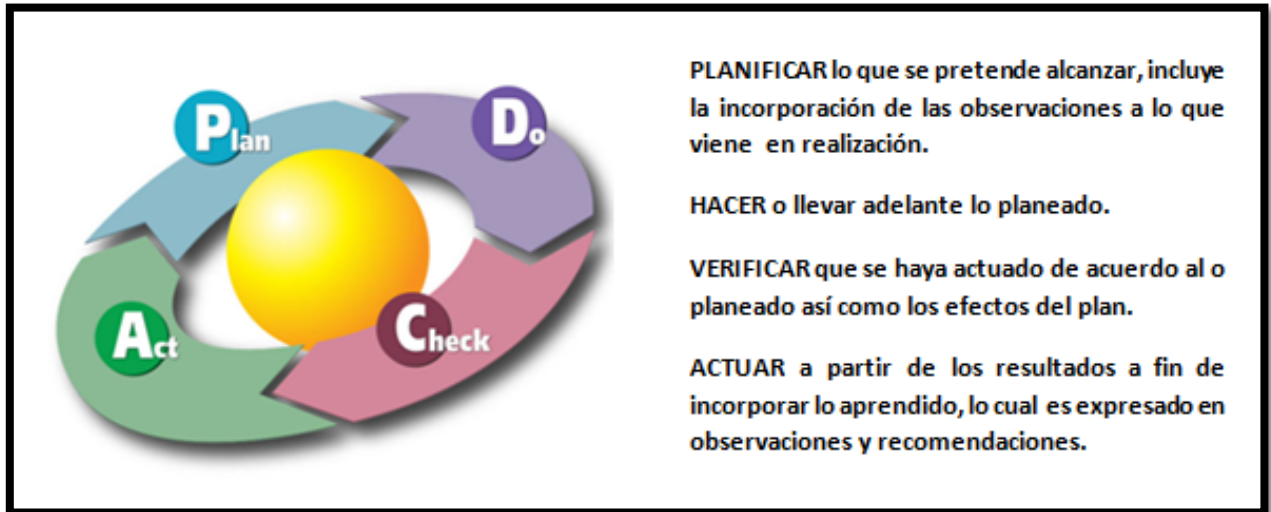 Plan
Do
Check
Act
PLANIFICAR lo que se pretende alcanzar, incluye
la incorporación de las observaciones a lo que
viene en realización.
HACER o llevar adelante lo planeado.
VERIFICAR que se haya actuado de acuerdo al o
planeado así como los efectos del plan.
ACTUAR a partir de los resultados a fin de
incorporar lo aprendido, lo cual es expresado en
observaciones y recomendaciones.